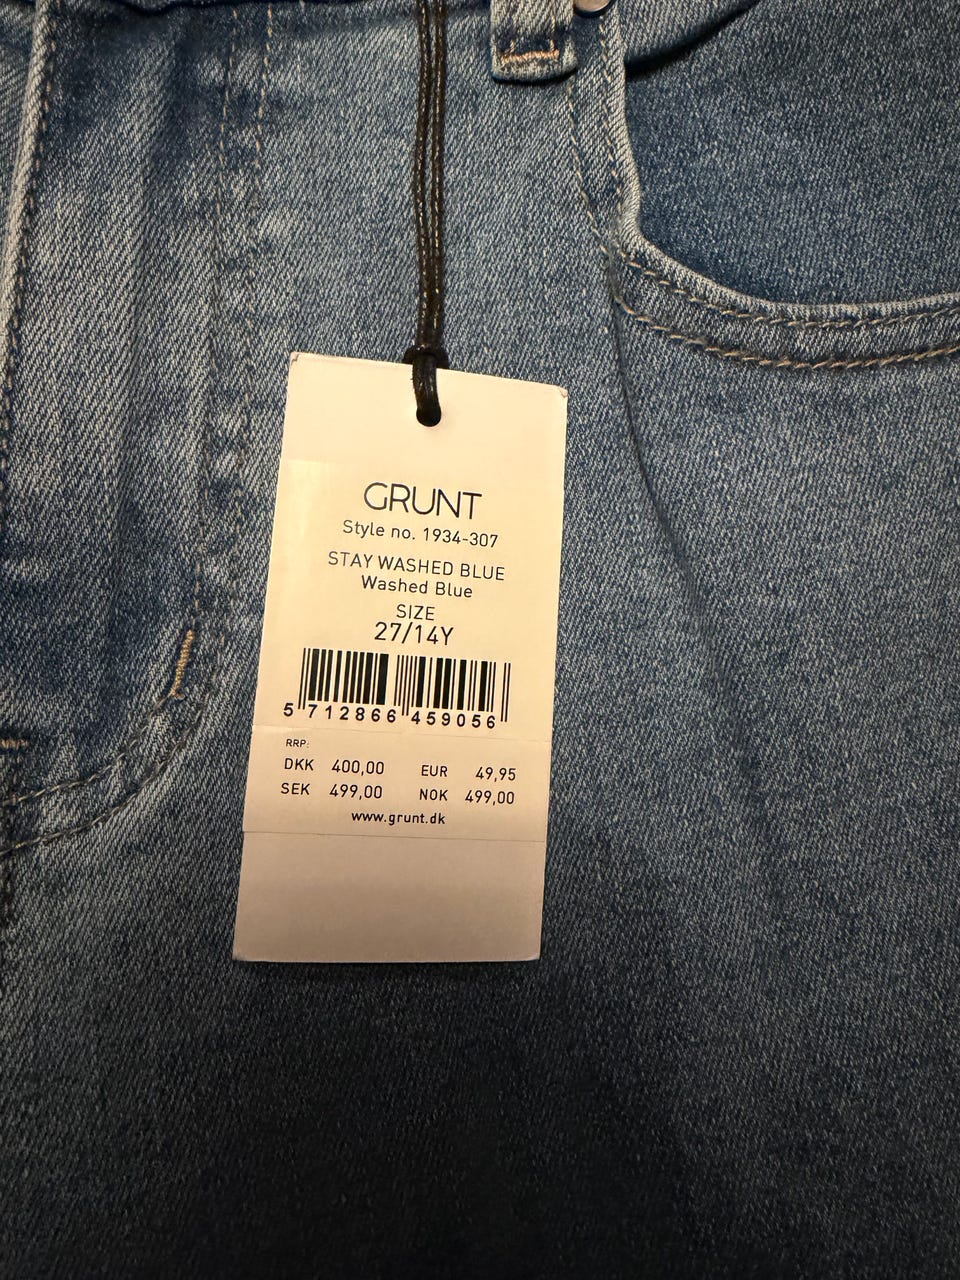 GRUNT
Style no. 1934-307
STAY WASHED BLUE
Washed Blue
SIZE
27/14Y
5 712866 459056
RRP:
DKK 400,00 EUR 49,95
SEK 499,00 NOK 499,00
www.grunt.dk